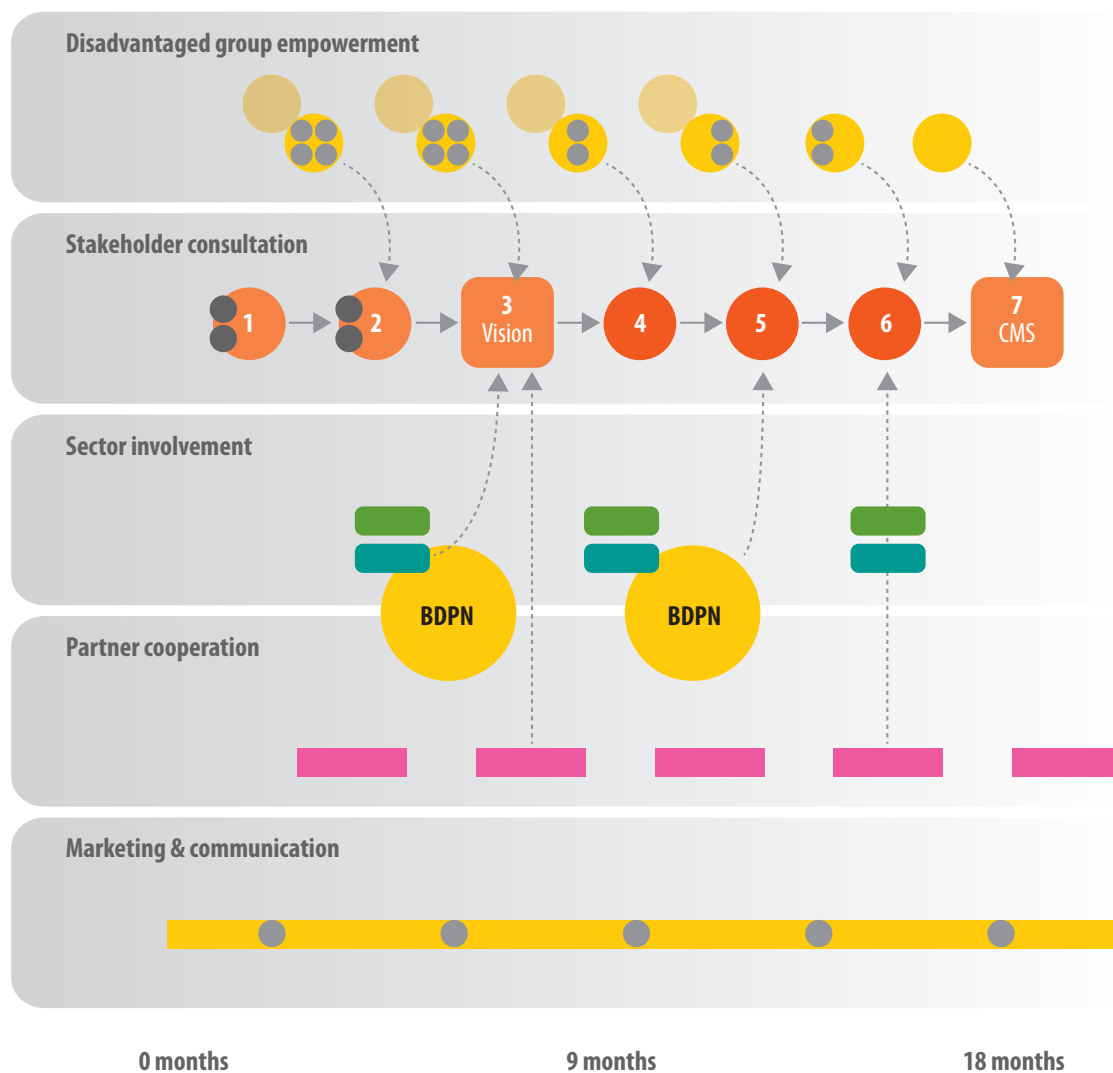 Disadvantaged group empowerment
Stakeholder consultation
1
2
3
Vision
4
5
6
7
CMS
Sector involvement
BDPN
BDPN
Partner cooperation
Marketing & communication
0 months
9 months
18 months